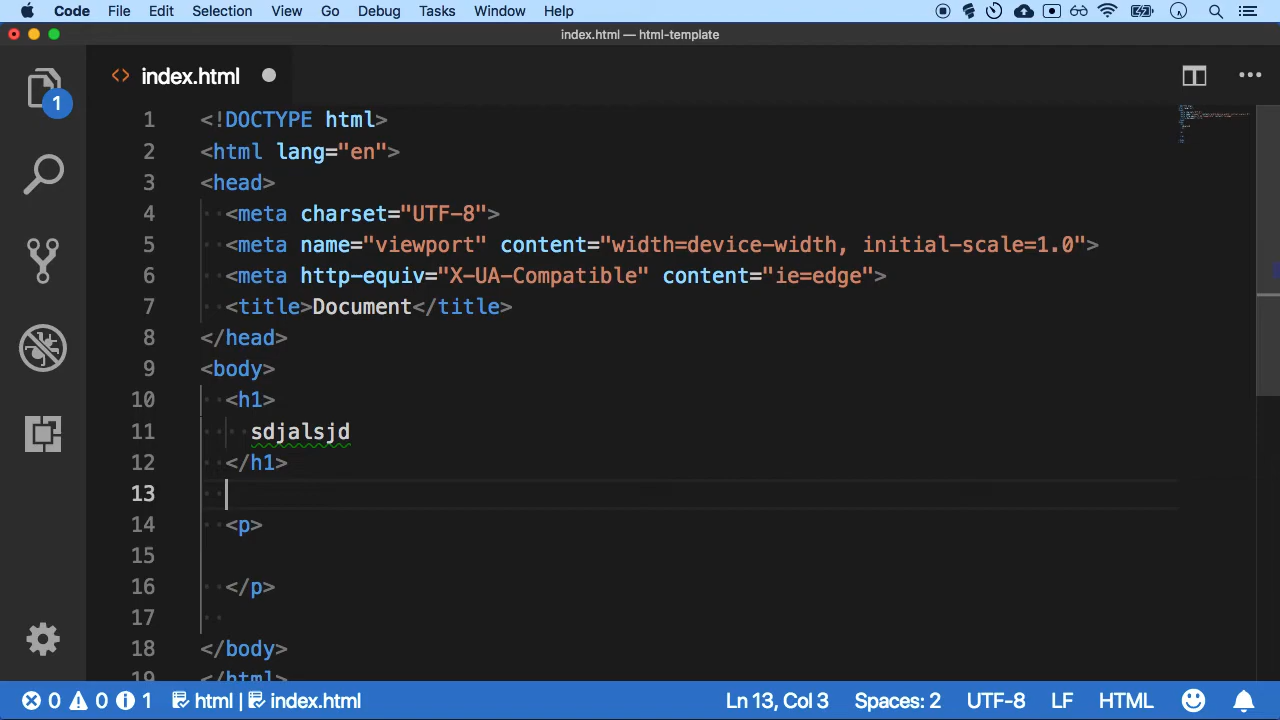 Code File Edit Selection View Go Debug Tasks Window Help
index.html — html-template
<> index.html
1
1 <!DOCTYPE html>
2 <html lang="en">
3 <head>
4 <meta charset="UTF-8">
5 <meta name="viewport" content="width=device-width, initial-scale=1.0">
6 <meta http-equiv="X-UA-Compatible" content="ie=edge">
7 <title>Document</title>
8 </head>
9 <body>
10 <h1>
11 sdjalsjd
12 </h1>
13
14 <p>
15
16 </p>
17
18 </body>
19 </html>
0 0 1 html | index.html Ln 13, Col 3 Spaces: 2 UTF-8 LF HTML